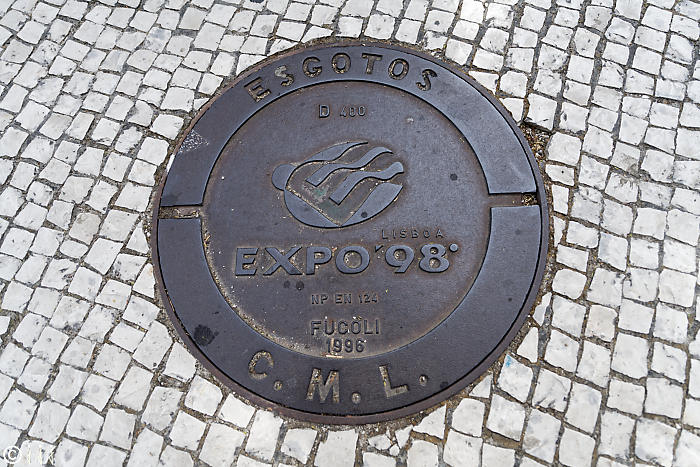 ESGOTOS
D 400
LISBOA
EXPO '98
NP EN 124
FUCOLI
1996
C. M. L.